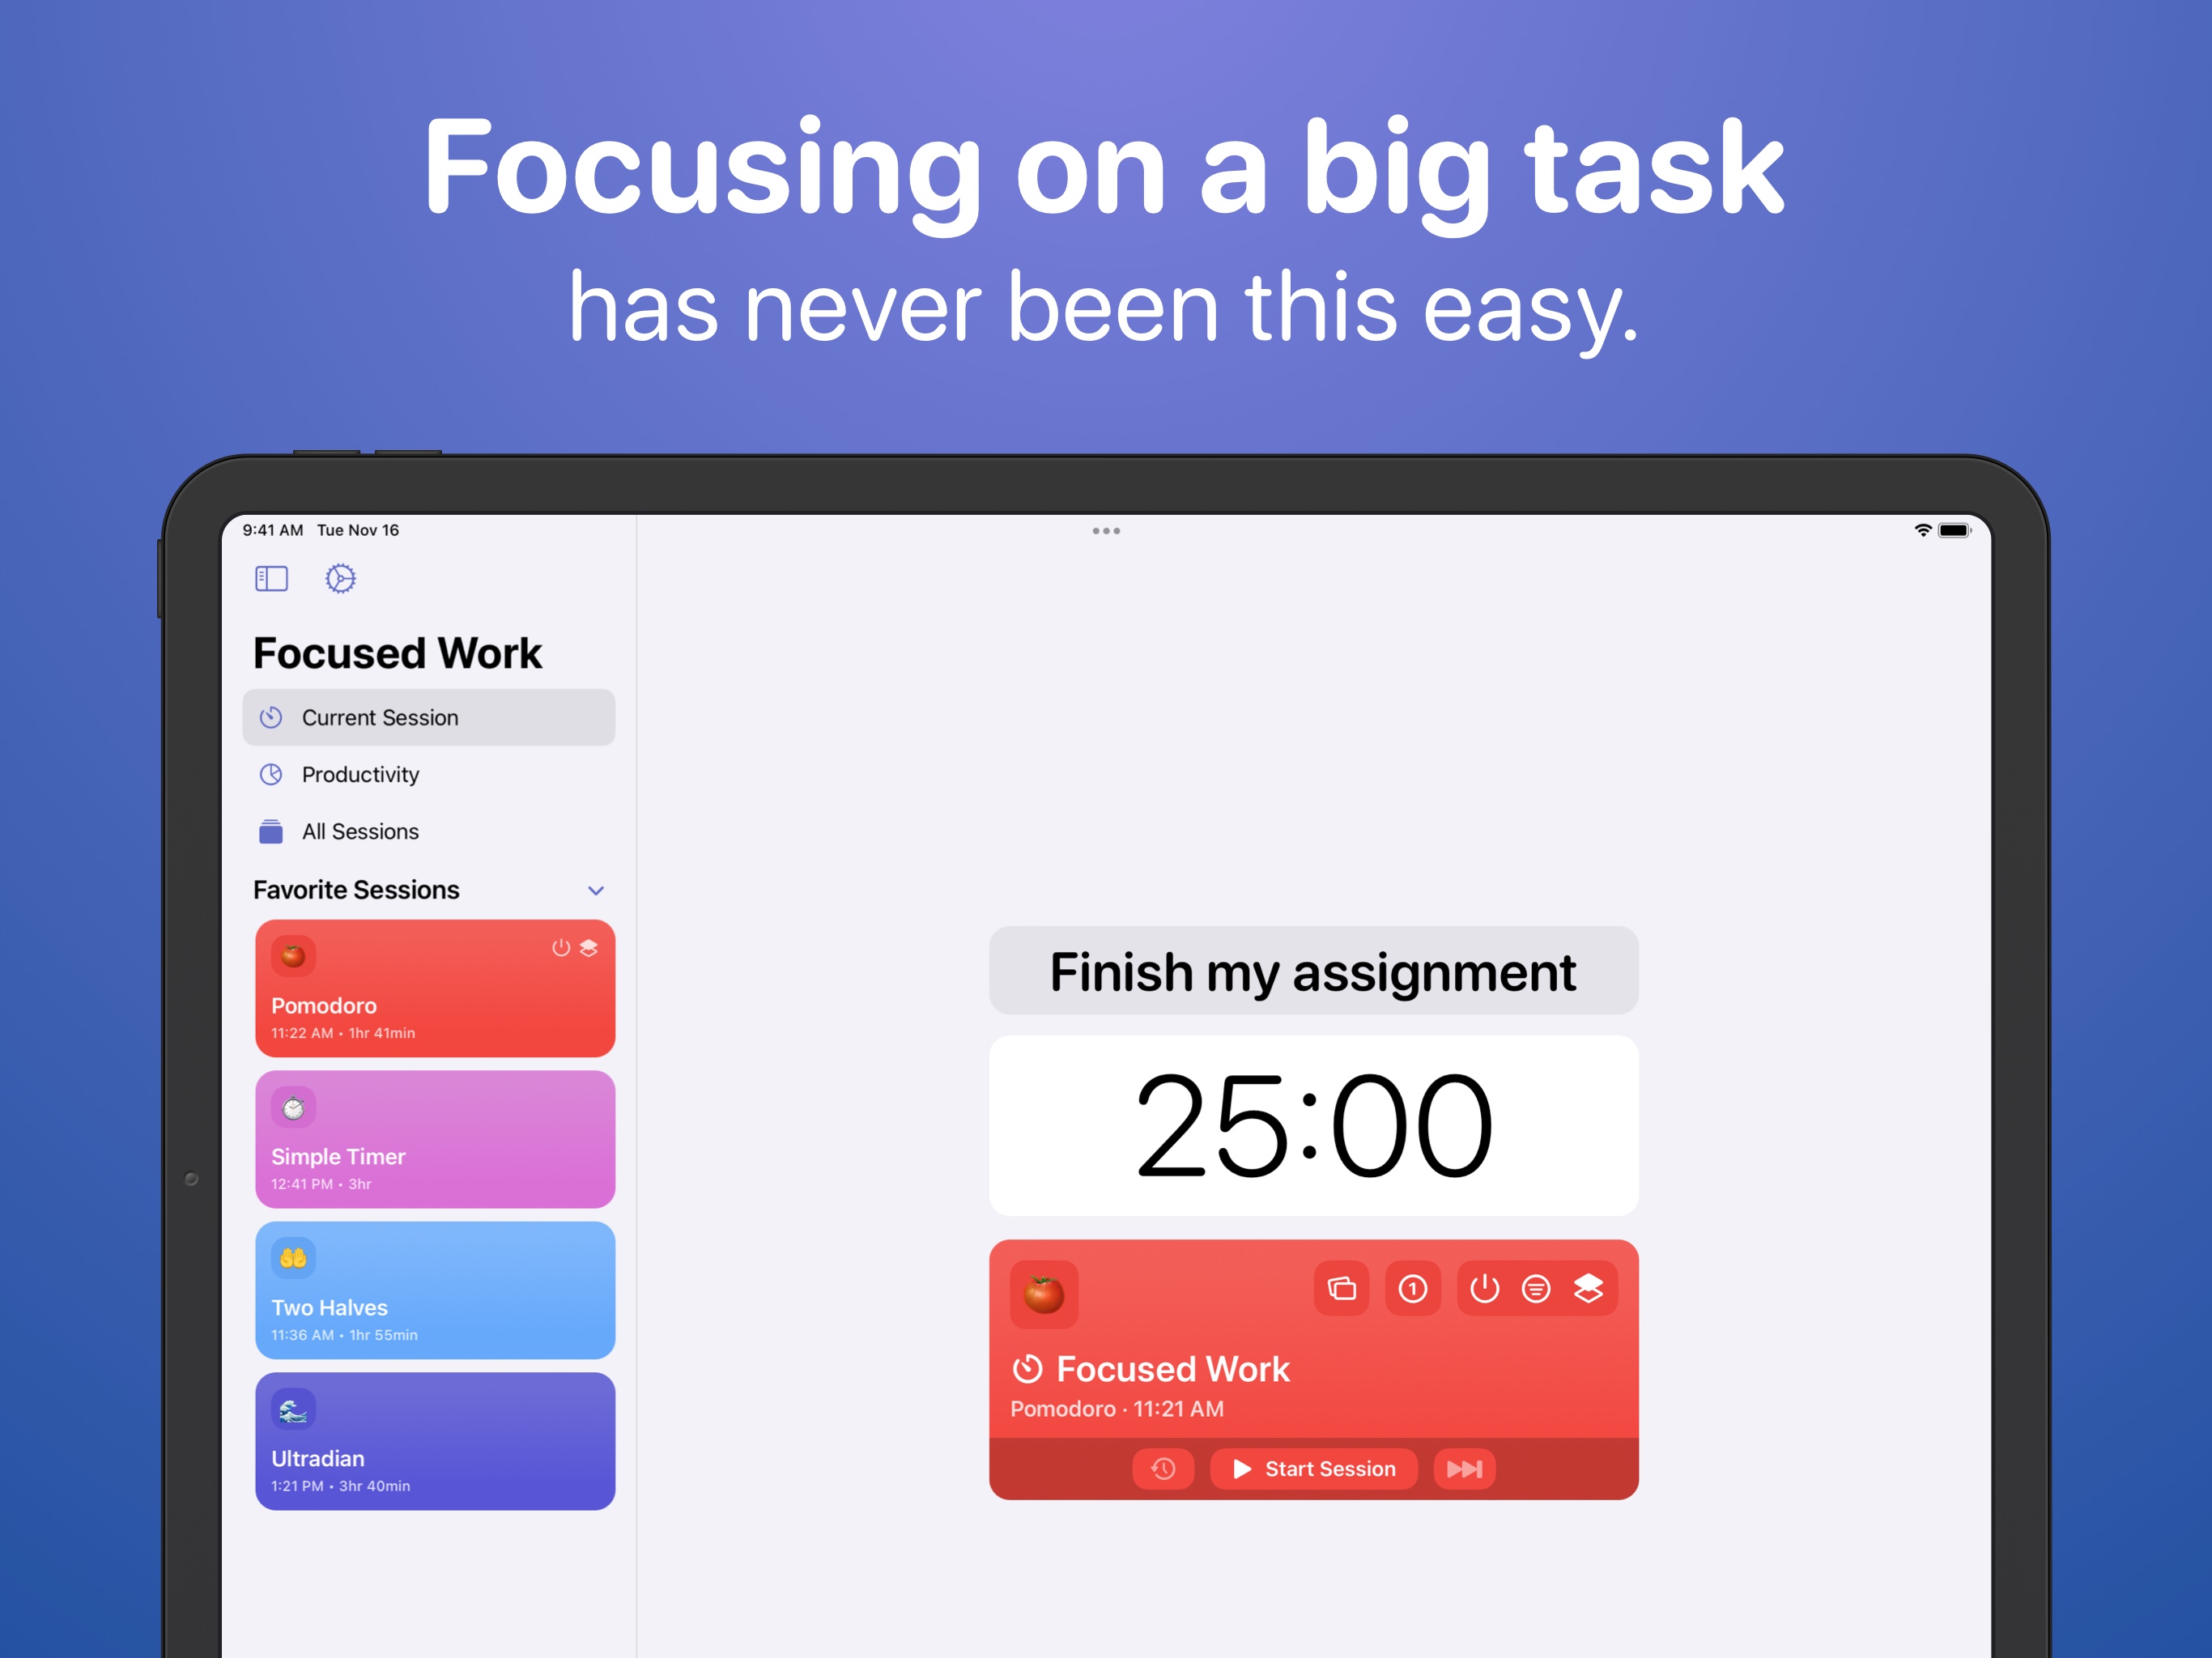 Focusing on a big task
has never been this easy.
9:41 AM Tue Nov 16
Focused Work
Current Session
Productivity
All Sessions
Favorite Sessions
Pomodoro
11:22 AM • 1hr 41min
Simple Timer
12:41 PM • 3hr
Two Halves
11:36 AM • 1hr 55min
Ultradian
1:21 PM • 3hr 40min
Finish my assignment
25:00
1
Focused Work
Pomodoro · 11:21 AM
Start Session